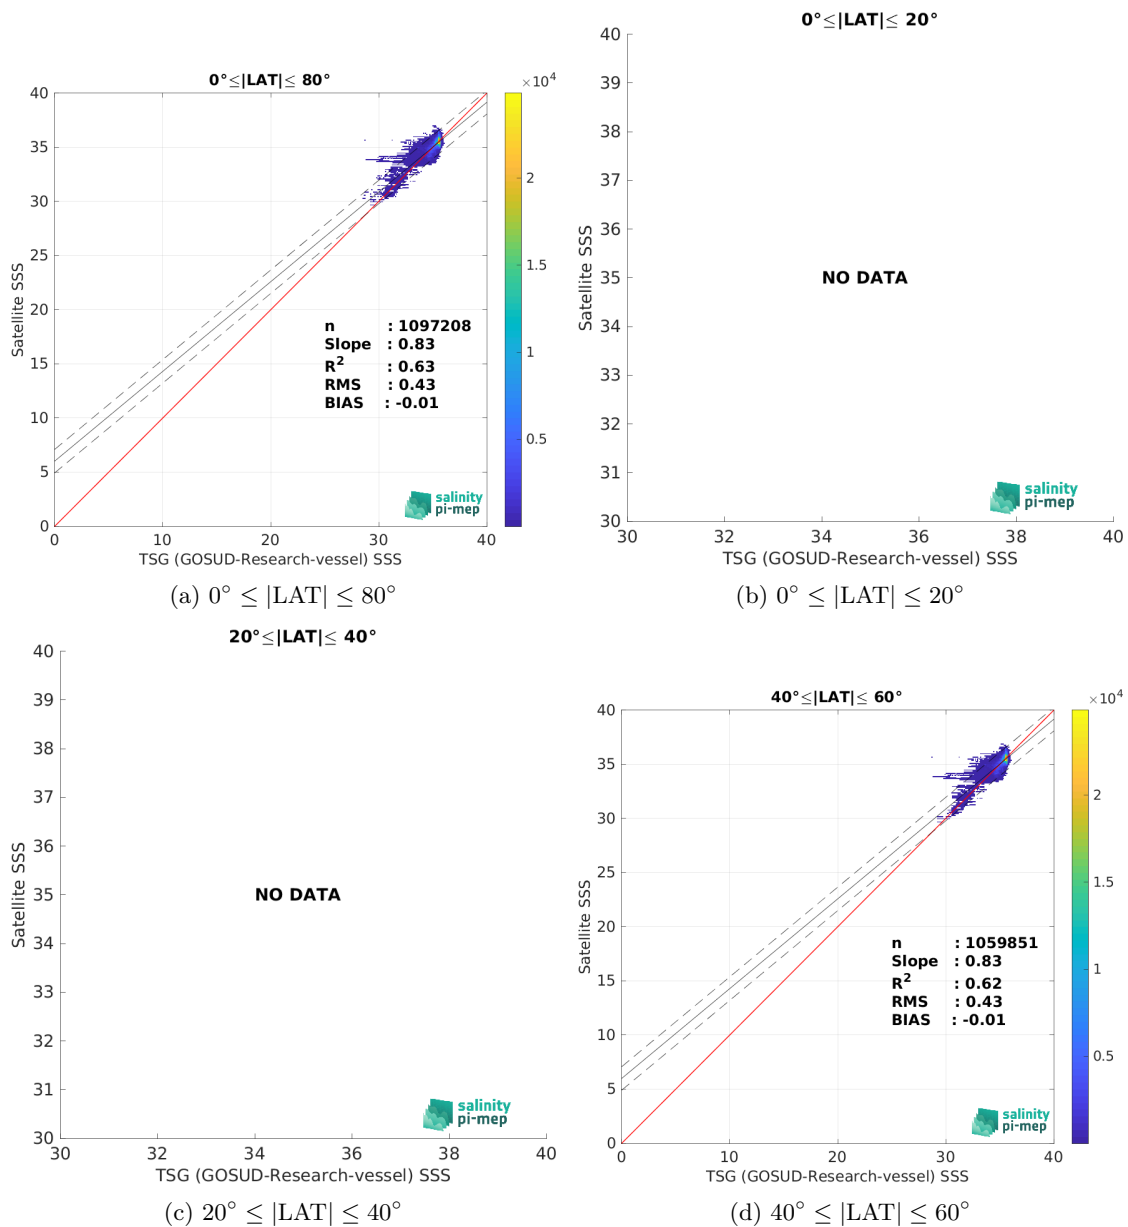 0°≤|LAT|≤ 80°
×10⁴
40
35
30
25
20
15
10
5
0
0
10
20
30
40
2
1.5
1
0.5
Satellite SSS
n : 1097208
Slope : 0.83
R² : 0.63
RMS : 0.43
BIAS : -0.01
salinity
pi-mep
TSG (GOSUD-Research-vessel) SSS
(a) 0° ≤ |LAT| ≤ 80°
0°≤|LAT|≤ 20°
40
39
38
37
36
35
34
33
32
31
30
30
32
34
36
38
40
Satellite SSS
NO DATA
salinity
pi-mep
TSG (GOSUD-Research-vessel) SSS
(b) 0° ≤ |LAT| ≤ 20°
20°≤|LAT|≤ 40°
40
39
38
37
36
35
34
33
32
31
30
30
32
34
36
38
40
Satellite SSS
NO DATA
salinity
pi-mep
TSG (GOSUD-Research-vessel) SSS
(c) 20° ≤ |LAT| ≤ 40°
40°≤|LAT|≤ 60°
×10⁴
40
35
30
25
20
15
10
5
0
0
10
20
30
40
2
1.5
1
0.5
Satellite SSS
n : 1059851
Slope : 0.83
R² : 0.62
RMS : 0.43
BIAS : -0.01
salinity
pi-mep
TSG (GOSUD-Research-vessel) SSS
(d) 40° ≤ |LAT| ≤ 60°